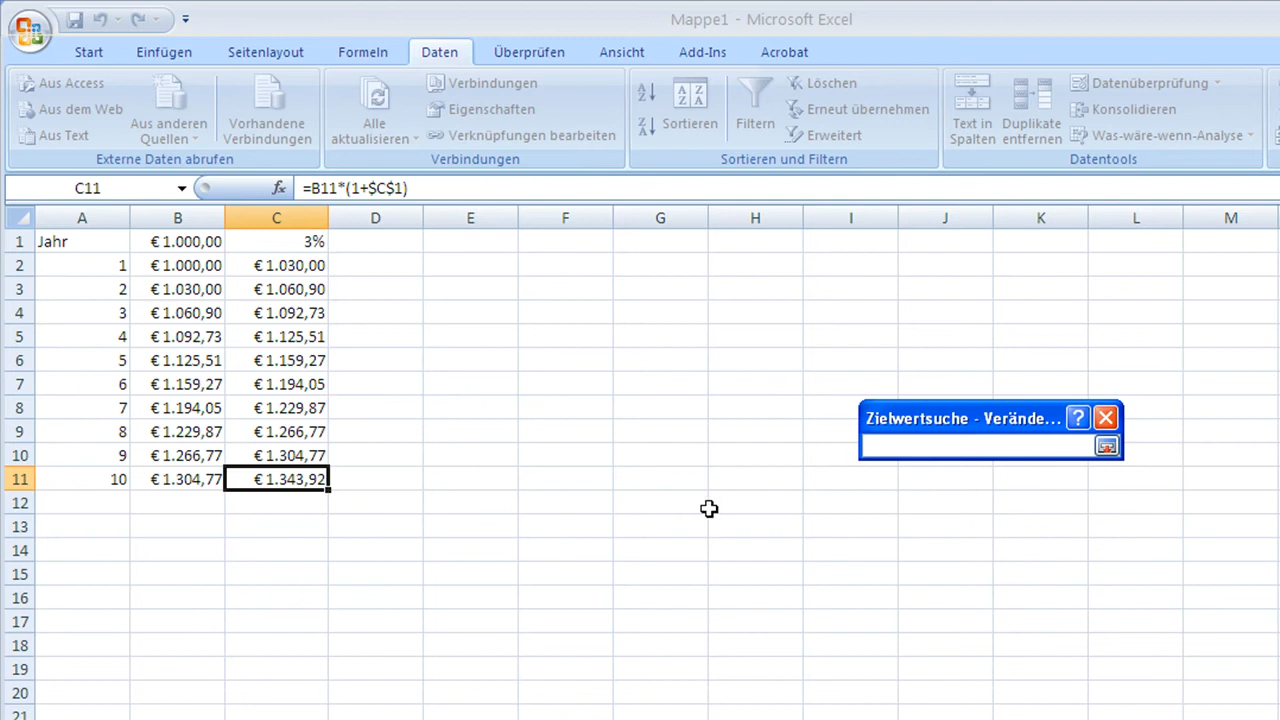 Mappe1 - Microsoft Excel
Start Einfügen Seitenlayout Formeln Daten Überprüfen Ansicht Add-Ins Acrobat
Aus Access
Aus dem Web
Aus Text
Aus anderen Quellen
Vorhandene Verbindungen
Externe Daten abrufen
Alle aktualisieren
Verbindungen
Eigenschaften
Verknüpfungen bearbeiten
Verbindungen
Sortieren
Filtern
Löschen
Erneut übernehmen
Erweitert
Sortieren und Filtern
Text in Spalten
Duplikate entfernen
Datenüberprüfung
Konsolidieren
Was-wäre-wenn-Analyse
Datentools
C11 fx =B11*(1+$C$1)
A B C D E F G H I J K L M
1 Jahr € 1.000,00 3%
2 1 € 1.000,00 € 1.030,00
3 2 € 1.030,00 € 1.060,90
4 3 € 1.060,90 € 1.092,73
5 4 € 1.092,73 € 1.125,51
6 5 € 1.125,51 € 1.159,27
7 6 € 1.159,27 € 1.194,05
8 7 € 1.194,05 € 1.229,87
9 8 € 1.229,87 € 1.266,77
10 9 € 1.266,77 € 1.304,77
11 10 € 1.304,77 € 1.343,92
12
13
14
15
16
17
18
19
20
21
Zielwertsuche - Verände...